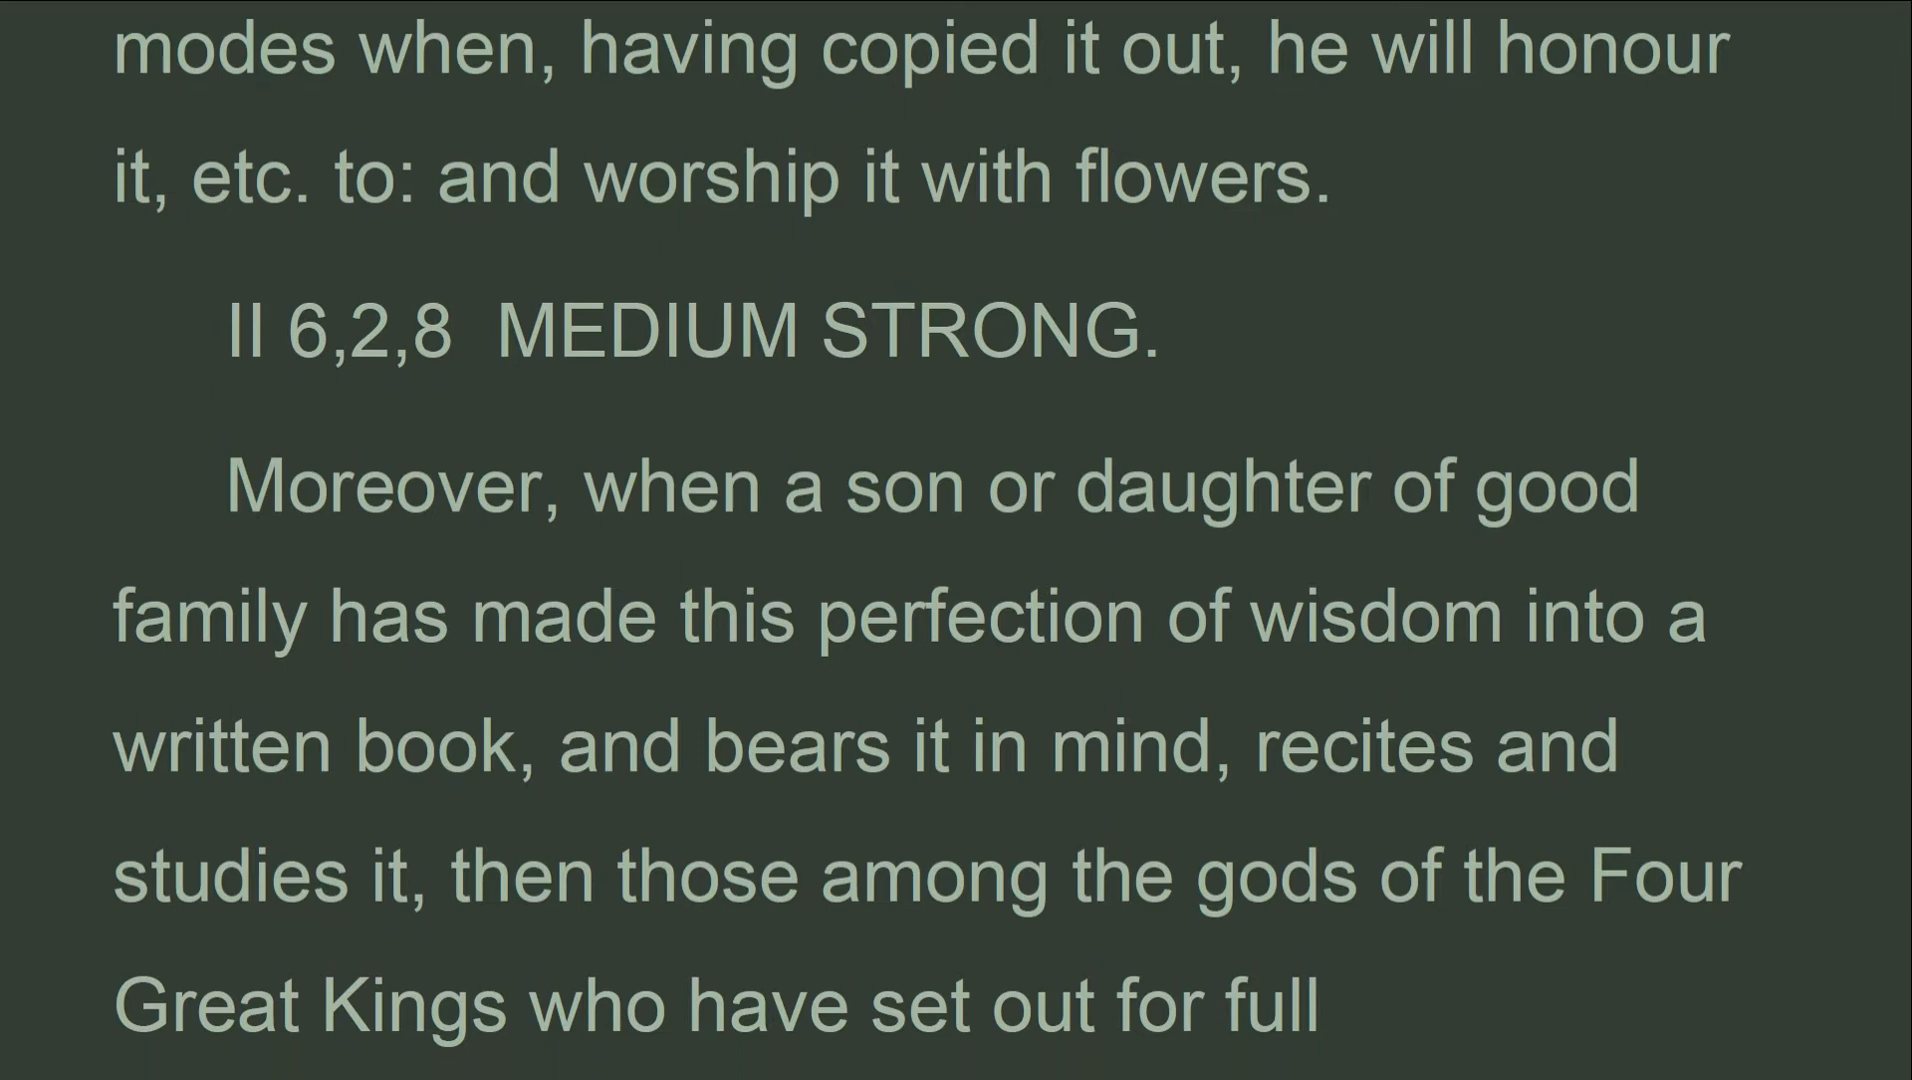 modes when, having copied it out, he will honour
it, etc. to: and worship it with flowers.
II 6,2,8  MEDIUM STRONG.
Moreover, when a son or daughter of good
family has made this perfection of wisdom into a
written book, and bears it in mind, recites and
studies it, then those among the gods of the Four
Great Kings who have set out for full